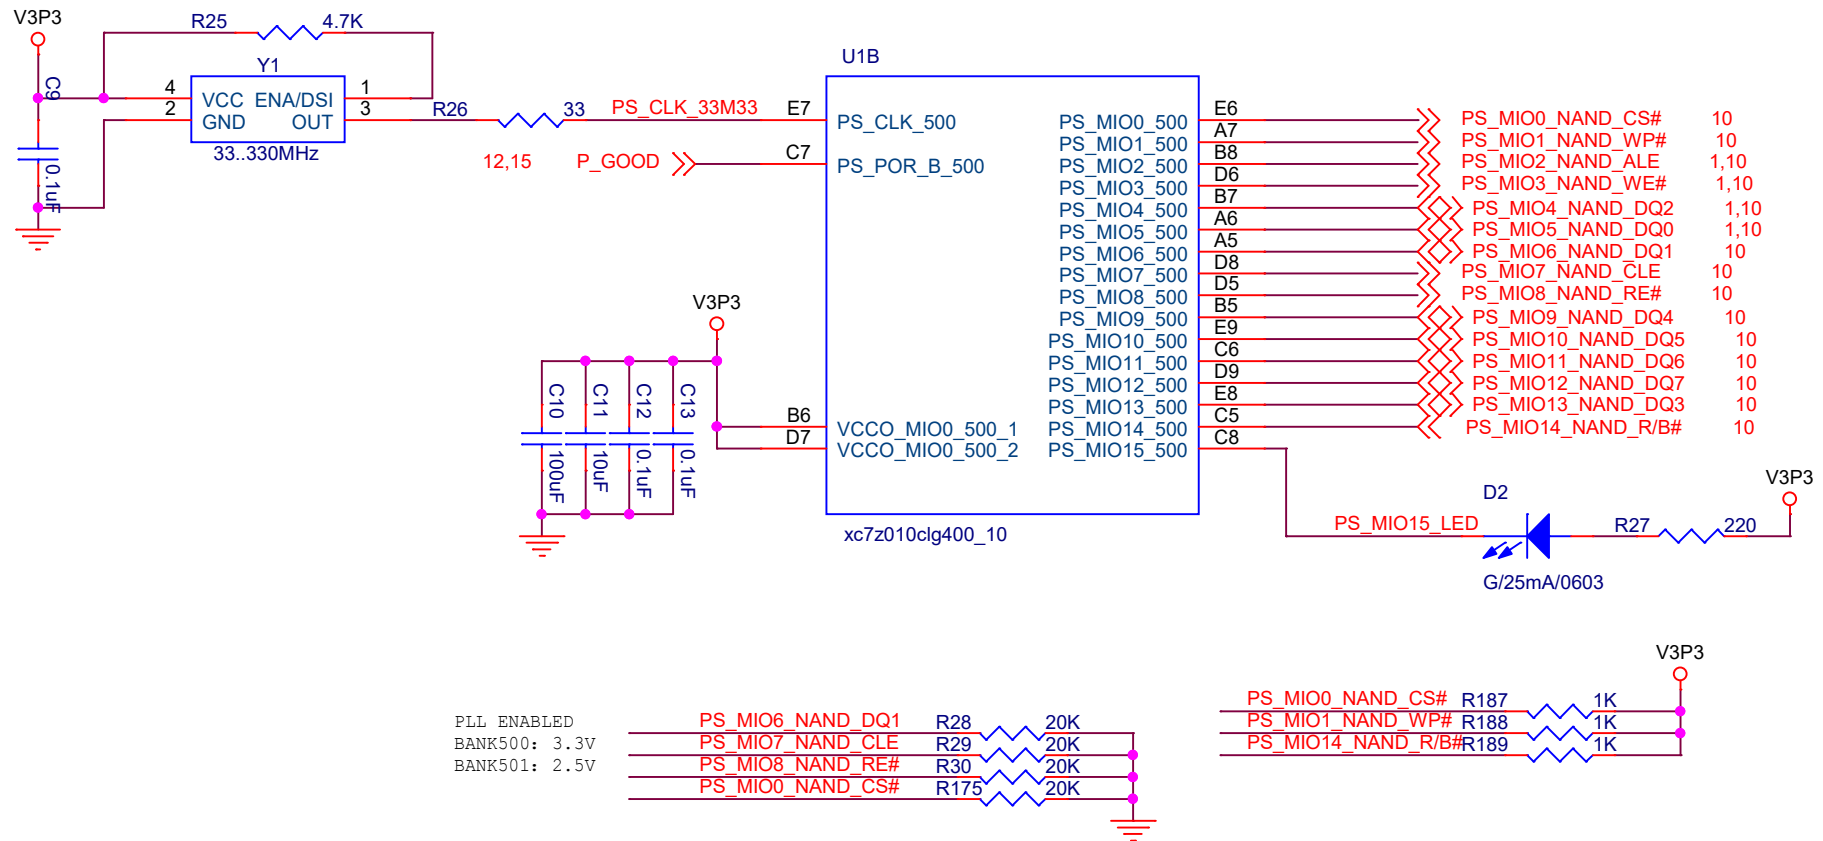 V3P3
R25 4.7K
Y1
C9
0.1uF
4 VCC ENA/DSI 1
2 GND OUT 3
33..330MHz
R26 33 PS_CLK_33M33
12,15 P_GOOD
U1B
E7 PS_CLK_500
C7 PS_POR_B_500
PS_MIO0_500 E6 PS_MIO0_NAND_CS# 10
PS_MIO1_500 A7 PS_MIO1_NAND_WP# 10
PS_MIO2_500 B8 PS_MIO2_NAND_ALE 1,10
PS_MIO3_500 D6 PS_MIO3_NAND_WE# 1,10
PS_MIO4_500 B7 PS_MIO4_NAND_DQ2 1,10
PS_MIO5_500 A6 PS_MIO5_NAND_DQ0 1,10
PS_MIO6_500 A5 PS_MIO6_NAND_DQ1 10
PS_MIO7_500 D8 PS_MIO7_NAND_CLE 10
PS_MIO8_500 D5 PS_MIO8_NAND_RE# 10
PS_MIO9_500 B5 PS_MIO9_NAND_DQ4 10
PS_MIO10_500 E9 PS_MIO10_NAND_DQ5 10
PS_MIO11_500 C6 PS_MIO11_NAND_DQ6 10
PS_MIO12_500 D9 PS_MIO12_NAND_DQ7 10
PS_MIO13_500 E8 PS_MIO13_NAND_DQ3 10
PS_MIO14_500 C5 PS_MIO14_NAND_R/B# 10
PS_MIO15_500 C8
V3P3
C10 100uF
C11 10uF
C12 0.1uF
C13 0.1uF
B6 VCCO_MIO0_500_1
D7 VCCO_MIO0_500_2
xc7z010clg400_10
V3P3
D2
PS_MIO15_LED R27 220
G/25mA/0603
PLL ENABLED
BANK500: 3.3V
BANK501: 2.5V
PS_MIO6_NAND_DQ1 R28 20K
PS_MIO7_NAND_CLE R29 20K
PS_MIO8_NAND_RE# R30 20K
PS_MIO0_NAND_CS# R175 20K
V3P3
PS_MIO0_NAND_CS# R187 1K
PS_MIO1_NAND_WP# R188 1K
PS_MIO14_NAND_R/B# R189 1K